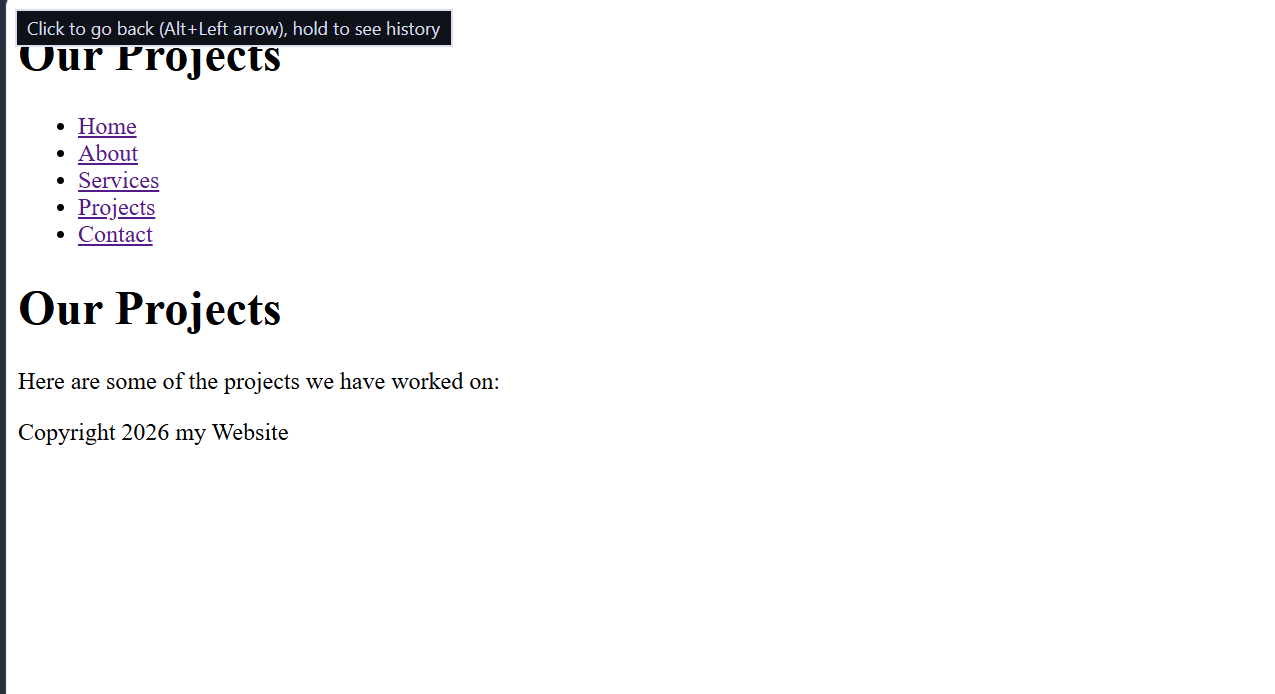 Click to go back (Alt+Left arrow), hold to see history
Our Projects
Home
About
Services
Projects
Contact
Our Projects
Here are some of the projects we have worked on:
Copyright 2026 my Website